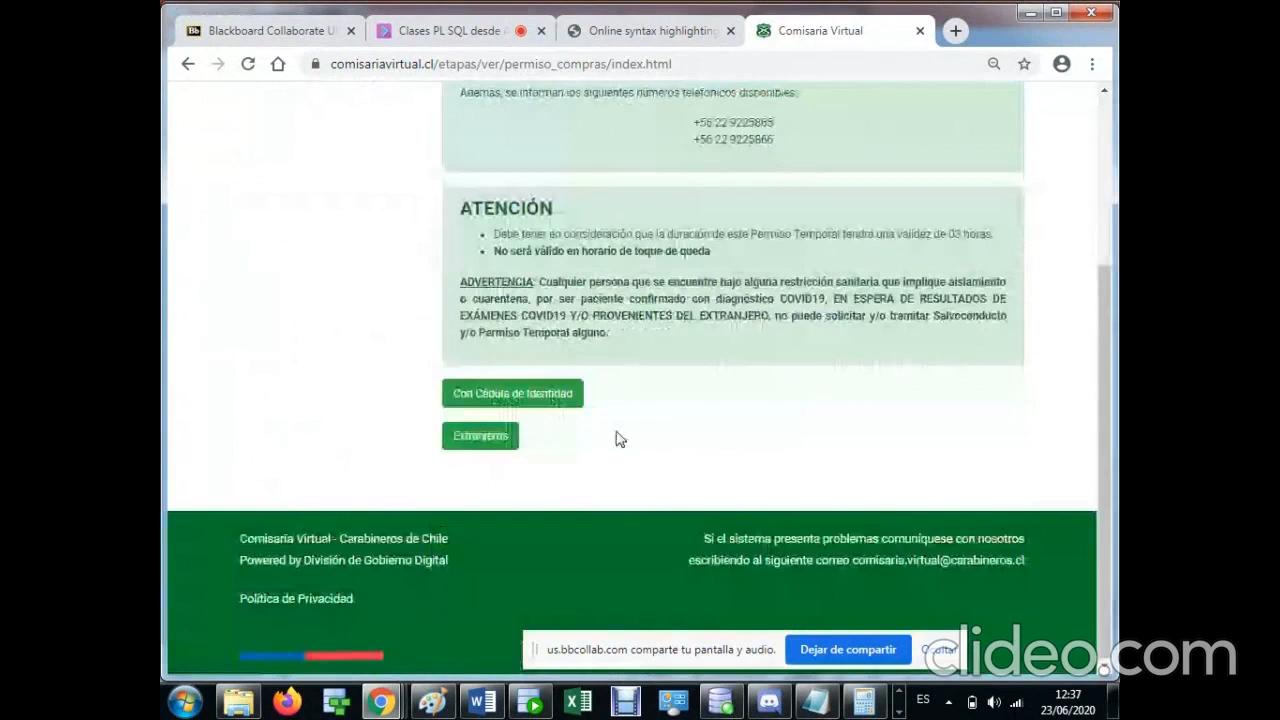 Blackboard Collaborate U
Clases PL SQL desde
Online syntax highlighting
Comisaria Virtual
comisariavirtual.cl/etapas/ver/permiso_compras/index.html
Además, se informan los siguientes números telefónicos disponibles:
+56 22 9225865
+56 22 9225866
ATENCIÓN
Debe tener en consideración que la duración de este Permiso Temporal tendrá una validez de 03 horas.
No será válido en horario de toque de queda
ADVERTENCIA: Cualquier persona que se encuentre bajo alguna restricción sanitaria que implique aislamiento
o cuarentena, por ser paciente confirmado con diagnóstico COVID19, EN ESPERA DE RESULTADOS DE
EXÁMENES COVID19 Y/O PROVENIENTES DEL EXTRANJERO, no puede solicitar y/o tramitar Salvoconducto
y/o Permiso Temporal alguno.
Con Cédula de Identidad
Extranjeros
Comisaría Virtual - Carabineros de Chile
Powered by División de Gobierno Digital
Política de Privacidad
Si el sistema presenta problemas comuníquese con nosotros
escribiendo al siguiente correo comisaria.virtual@carabineros.cl
us.bbcollab.com comparte tu pantalla y audio.
Dejar de compartir
Ocultar
clideo.com
ES
12:37
23/06/2020